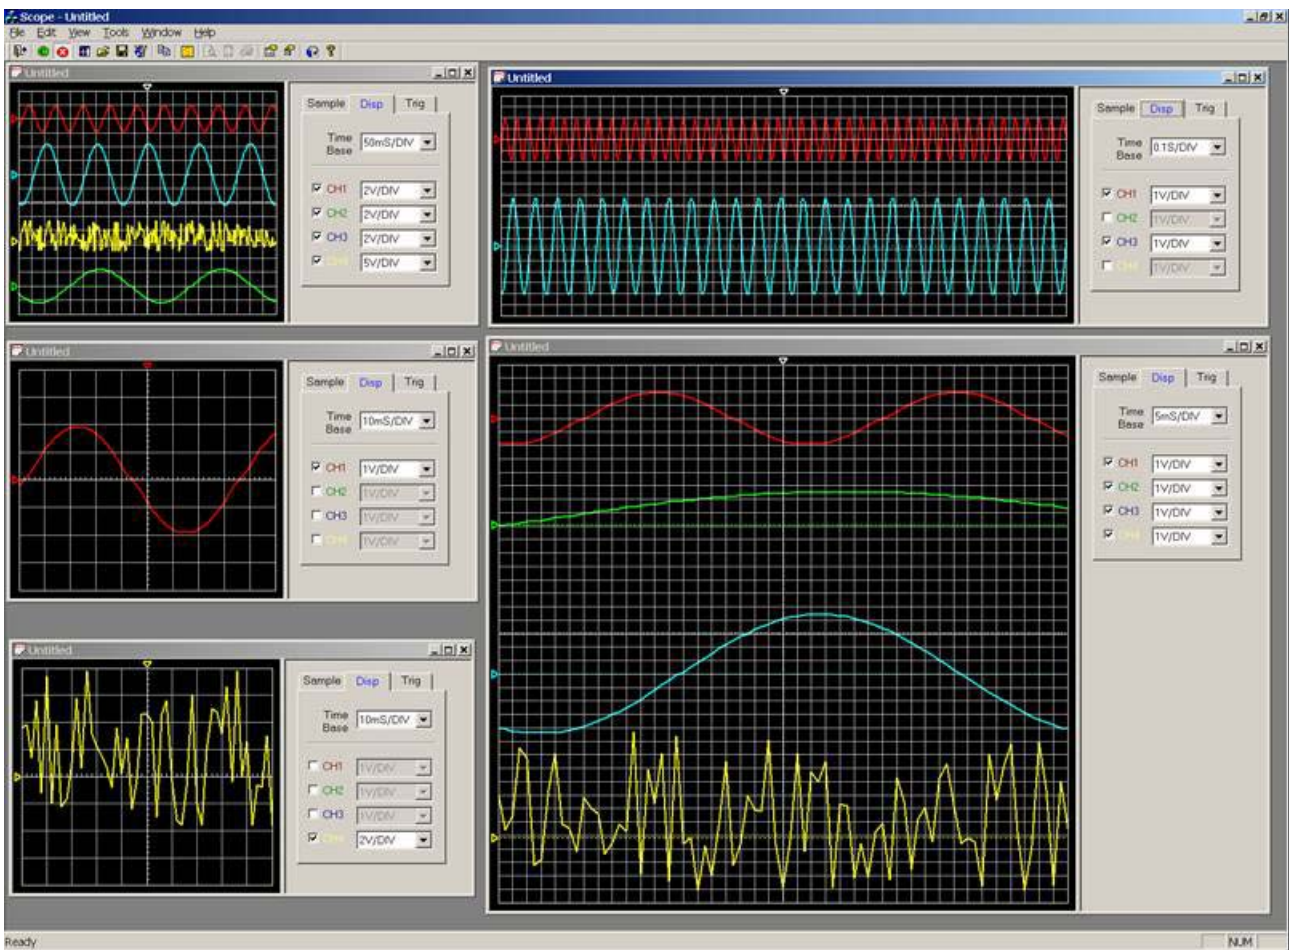 Scope - Untitled
File Edit View Tools Window Help
Untitled
Sample Disp Trig
Time Base 50mS/DIV
CH1 2V/DIV
CH2 2V/DIV
CH3 2V/DIV
CH4 5V/DIV
Untitled
Sample Disp Trig
Time Base 0.1S/DIV
CH1 1V/DIV
CH2 1V/DIV
CH3 1V/DIV
CH4 1V/DIV
Untitled
Sample Disp Trig
Time Base 10mS/DIV
CH1 1V/DIV
CH2 1V/DIV
CH3 1V/DIV
CH4 1V/DIV
Untitled
Sample Disp Trig
Time Base 5mS/DIV
CH1 1V/DIV
CH2 1V/DIV
CH3 1V/DIV
CH4 1V/DIV
Untitled
Sample Disp Trig
Time Base 10mS/DIV
CH1 1V/DIV
CH2 1V/DIV
CH3 1V/DIV
CH4 2V/DIV
Ready NUM